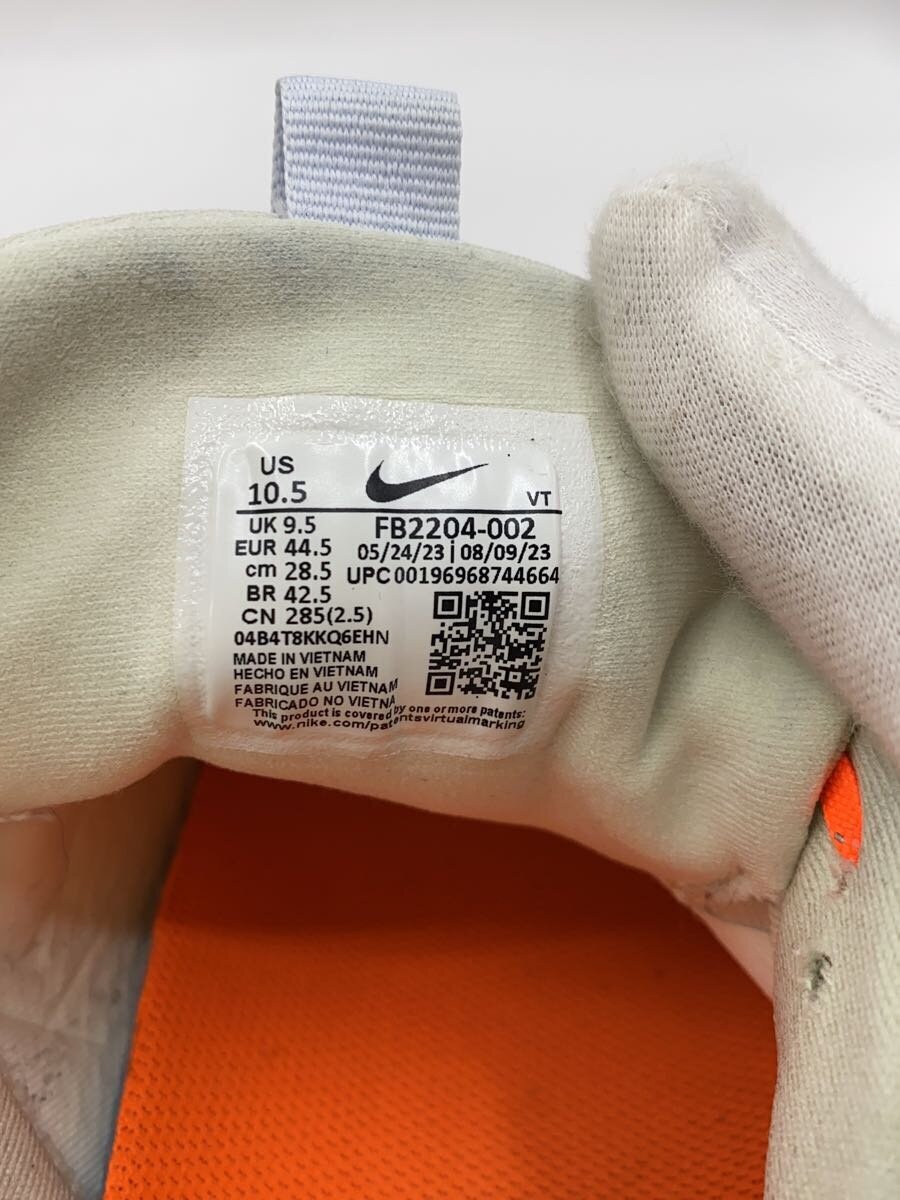 US
10.5
VT
UK 9.5
EUR 44.5
cm 28.5
BR 42.5
CN 285(2.5)
FB2204-002
05/24/23 | 08/09/23
UPC 00196968744664
04B4T8KKQ6EHN
MADE IN VIETNAM
HECHO EN VIETNAM
FABRIQUE AU VIETNAM
FABRICADO NO VIETNA
This product is covered by one or more patents:
www.nike.com/patentsvirtualmarking